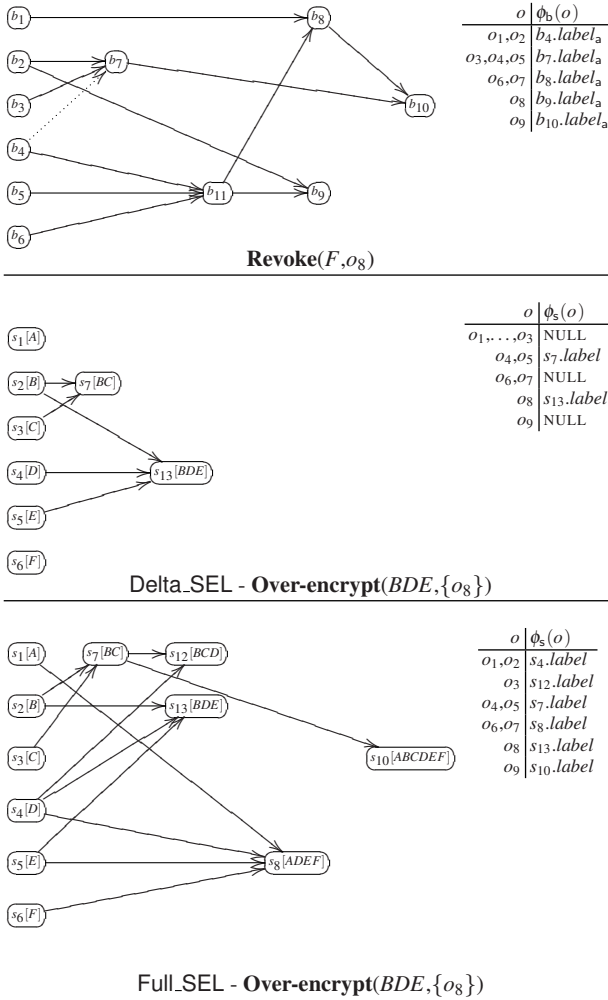 b1
b2
b3
b4
b5
b6
b7
b8
b9
b10
b11
o ϕb(o)
o1,o2 b4.labela
o3,o4,o5 b7.labela
o6,o7 b8.labela
o8 b9.labela
o9 b10.labela
Revoke(F,o8)
s1[A]
s2[B]
s3[C]
s4[D]
s5[E]
s6[F]
s7[BC]
s13[BDE]
o ϕs(o)
o1,...,o3 NULL
o4,o5 s7.label
o6,o7 NULL
o8 s13.label
o9 NULL
Delta_SEL - Over-encrypt(BDE,{o8})
s1[A]
s2[B]
s3[C]
s4[D]
s5[E]
s6[F]
s7[BC]
s12[BCD]
s13[BDE]
s10[ABCDEF]
s8[ADEF]
o ϕs(o)
o1,o2 s4.label
o3 s12.label
o4,o5 s7.label
o6,o7 s8.label
o8 s13.label
o9 s10.label
Full_SEL - Over-encrypt(BDE,{o8})